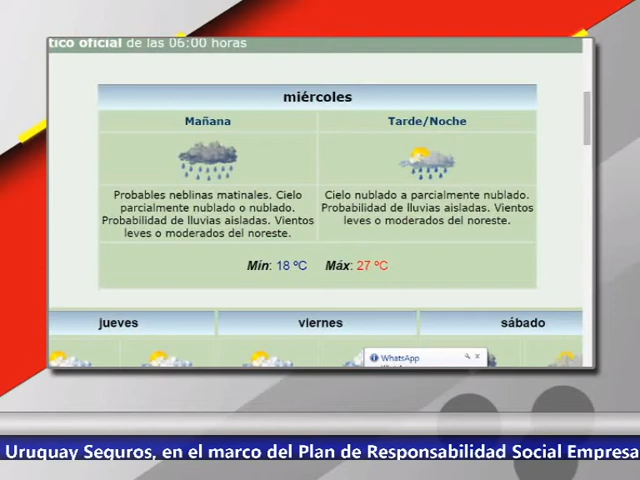 tico oficial de las 06:00 horas
miércoles
Mañana
Tarde/Noche
Probables neblinas matinales. Cielo
parcialmente nublado o nublado.
Probabilidad de lluvias aisladas. Vientos
leves o moderados del noreste.
Cielo nublado a parcialmente nublado.
Probabilidad de lluvias aisladas. Vientos
leves o moderados del noreste.
Mín: 18 ºC Máx: 27 ºC
jueves viernes sábado
WhatsApp
Uruguay Seguros, en el marco del Plan de Responsabilidad Social Empresa